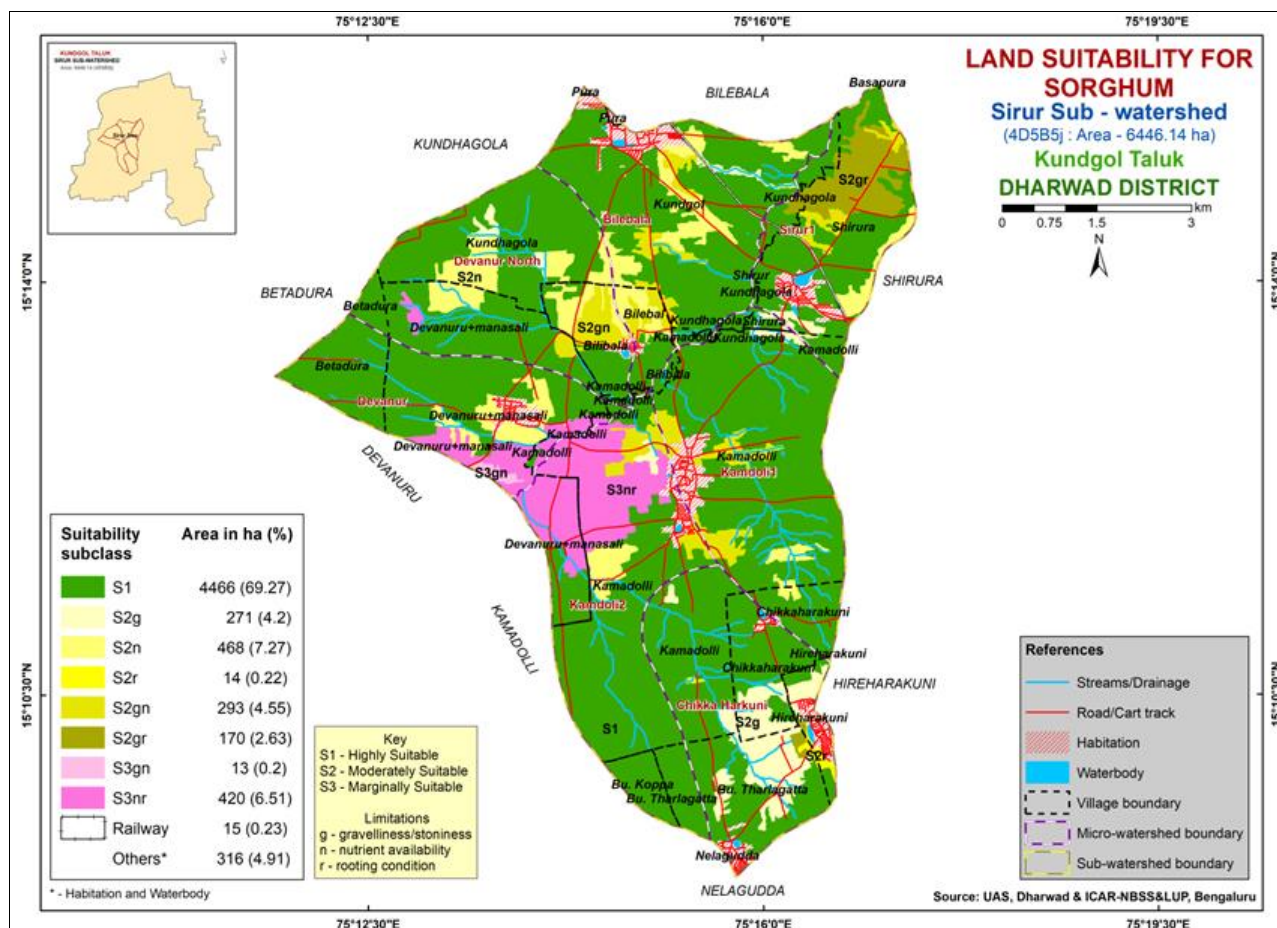 75°12'30"E
75°16'0"E
75°19'30"E
KUNDGOL TALUK
SIRUR SUB-WATERSHED
LAND SUITABILITY FOR
SORGHUM
Sirur Sub - watershed
(4D5B5j : Area - 6446.14 ha)
Kundgol Taluk
DHARWAD DISTRICT
km
0 0.75 1.5 3
N
Basapura
BILEBALA
Pura
Pura
KUNDHAGOLA
S2gr
Kundhagola
Kundgol
Bilebala
Sirur1
Shirura
Kundhagola
Devanur North
S2n
Shirur
Kundhagola
SHIRURA
15°14'0"N
15°14'0"N
BETADURA
Betadura
Devanuru+manasali
Bilebal
S2gn
Kundhagola
Shirura
Kamadolli
Kundhagola
Bilibala
Kamadolli
Betadura
Bilibala
Kamadolli
Kamadolli
Kamadolli
Devanur
Devanuru+manasali
Kamadolli
Devanuru+manasali
Kamadolli
Kamadolli
Kamdoli1
DEVANURU
S3gn
S3nr
Devanuru+manasali
Kamadolli
Kamdoli2
KAMADOLLI
Chikkaharakuni
Kamadolli
Hireharakuni
Chikkaharakuni
HIREHARAKUNI
15°10'30"N
15°10'30"N
Chikka Harkuni
S2g
Hireharakuni
S1
S2r
Bu. Koppa
Bu. Tharlagatta
Bu. Tharlagatta
Nelagudda
NELAGUDDA
Suitability subclass Area in ha (%)
S1 4466 (69.27)
S2g 271 (4.2)
S2n 468 (7.27)
S2r 14 (0.22)
S2gn 293 (4.55)
S2gr 170 (2.63)
S3gn 13 (0.2)
S3nr 420 (6.51)
Railway 15 (0.23)
Others* 316 (4.91)
* - Habitation and Waterbody
Key
S1 - Highly Suitable
S2 - Moderately Suitable
S3 - Marginally Suitable
Limitations
g - gravelliness/stoniness
n - nutrient availability
r - rooting condition
References
Streams/Drainage
Road/Cart track
Habitation
Waterbody
Village boundary
Micro-watershed boundary
Sub-watershed boundary
Source: UAS, Dharwad & ICAR-NBSS&LUP, Bengaluru
75°12'30"E
75°16'0"E
75°19'30"E